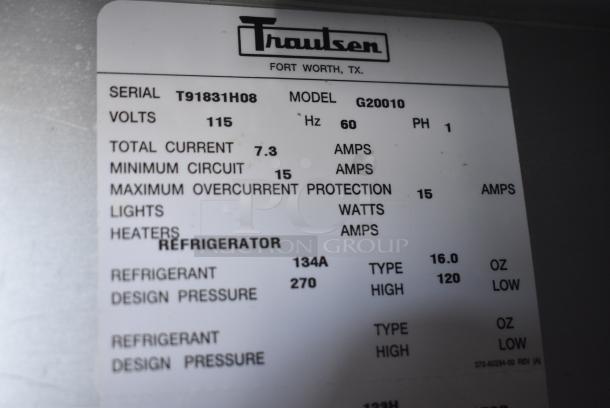 Traulsen
FORT WORTH, TX.
SERIAL T91831H08 MODEL G20010
VOLTS 115 Hz 60 PH 1
TOTAL CURRENT 7.3 AMPS
MINIMUM CIRCUIT 15 AMPS
MAXIMUM OVERCURRENT PROTECTION 15 AMPS
LIGHTS WATTS
HEATERS AMPS
REFRIGERATOR
AUCTION GROUP
REFRIGERANT 134A TYPE 16.0 OZ
DESIGN PRESSURE 270 HIGH 120 LOW
REFRIGERANT TYPE OZ
DESIGN PRESSURE HIGH LOW